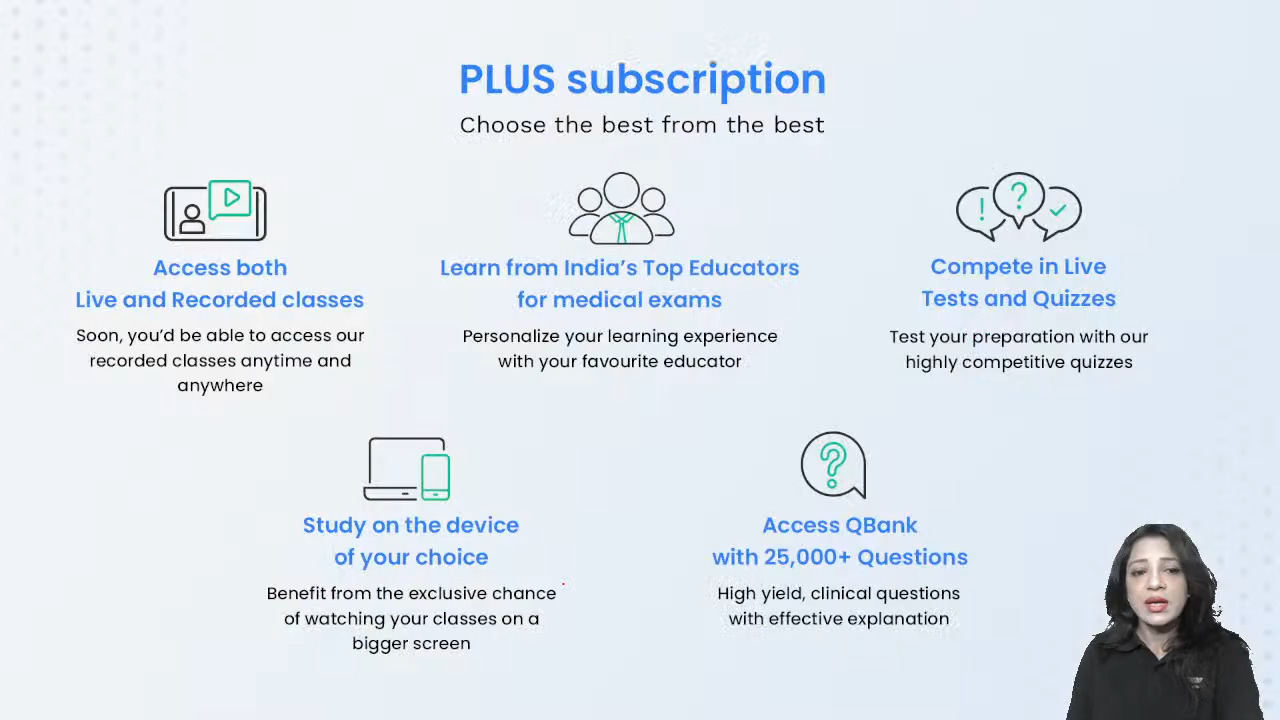 PLUS subscription
Choose the best from the best
Access both
Live and Recorded classes
Soon, you'd be able to access our
recorded classes anytime and
anywhere
Learn from India's Top Educators
for medical exams
Personalize your learning experience
with your favourite educator
Compete in Live
Tests and Quizzes
Test your preparation with our
highly competitive quizzes
Study on the device
of your choice
Benefit from the exclusive chance
of watching your classes on a
bigger screen
Access QBank
with 25,000+ Questions
High yield, clinical questions
with effective explanation